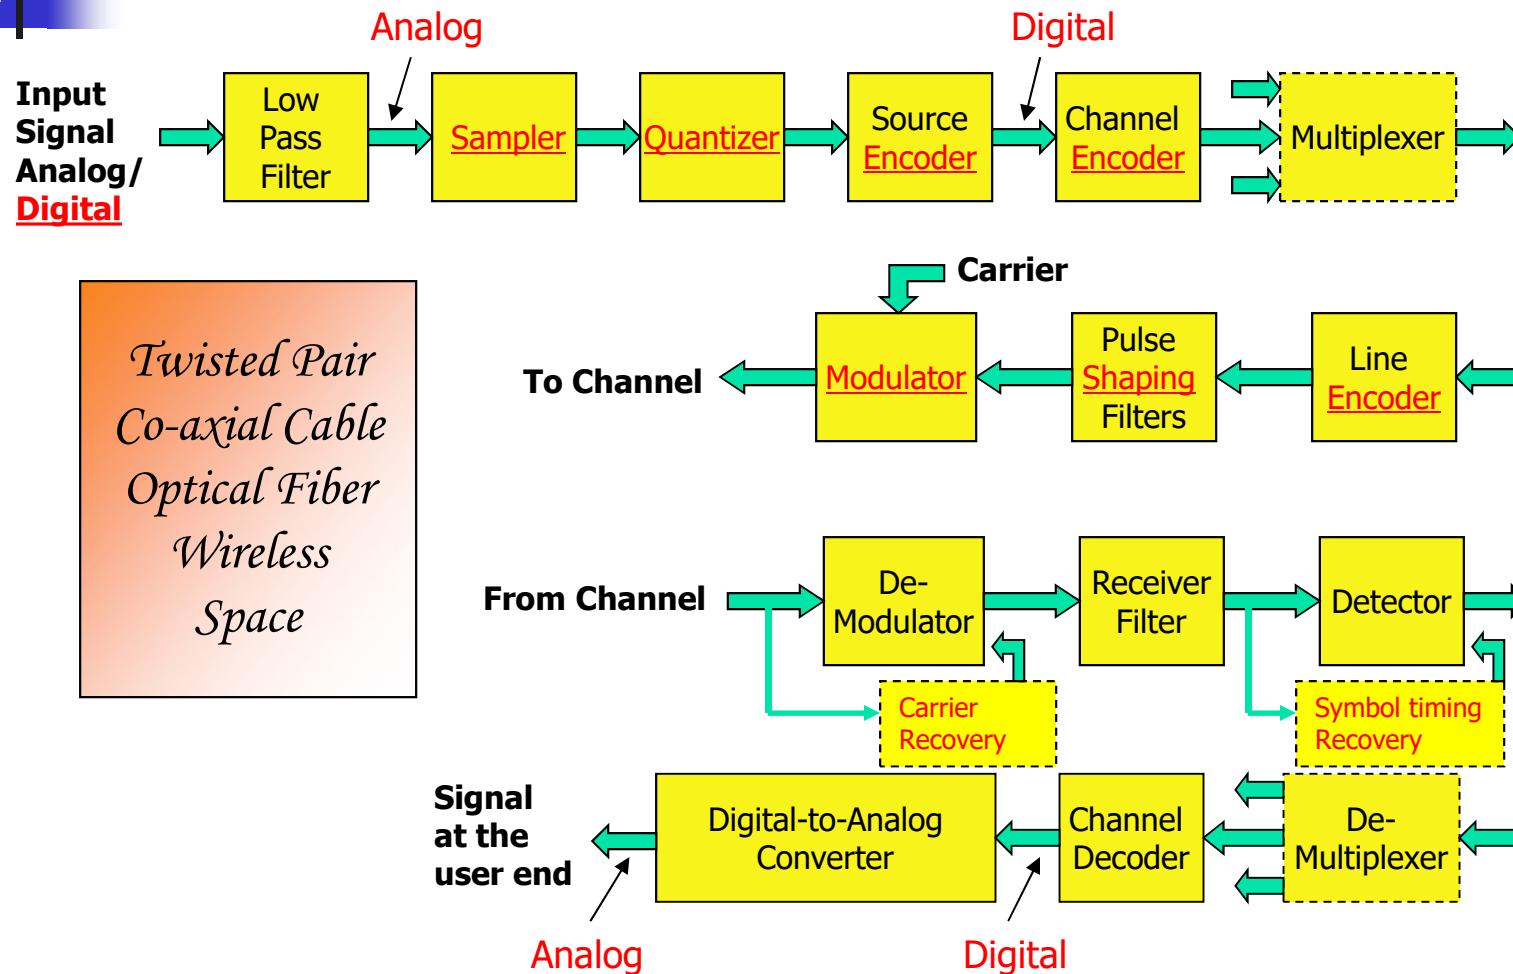 Analog
Digital
Input
Signal
Analog/
Digital
Low
Pass
Filter
Sampler
Quantizer
Source
Encoder
Channel
Encoder
Multiplexer
Carrier
To Channel
Modulator
Pulse
Shaping
Filters
Line
Encoder
Twisted Pair
Co-axial Cable
Optical Fiber
Wireless
Space
From Channel
De-
Modulator
Receiver
Filter
Detector
Carrier
Recovery
Symbol timing
Recovery
Signal
at the
user end
Digital-to-Analog
Converter
Channel
Decoder
De-
Multiplexer
Analog
Digital